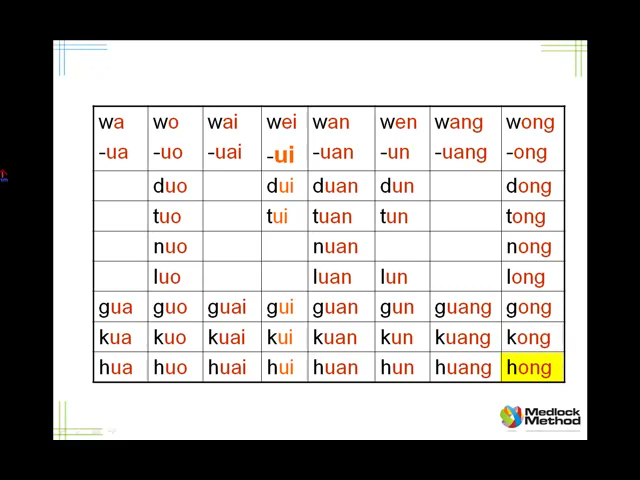 wa wo wai wei wan wen wang wong
-ua -uo -uai -ui -uan -un -uang -ong
duo dui duan dun dong
tuo tui tuan tun tong
nuo nuan nong
luo luan lun long
gua guo guai gui guan gun guang gong
kua kuo kuai kui kuan kun kuang kong
hua huo huai hui huan hun huang hong
Medlock
Method